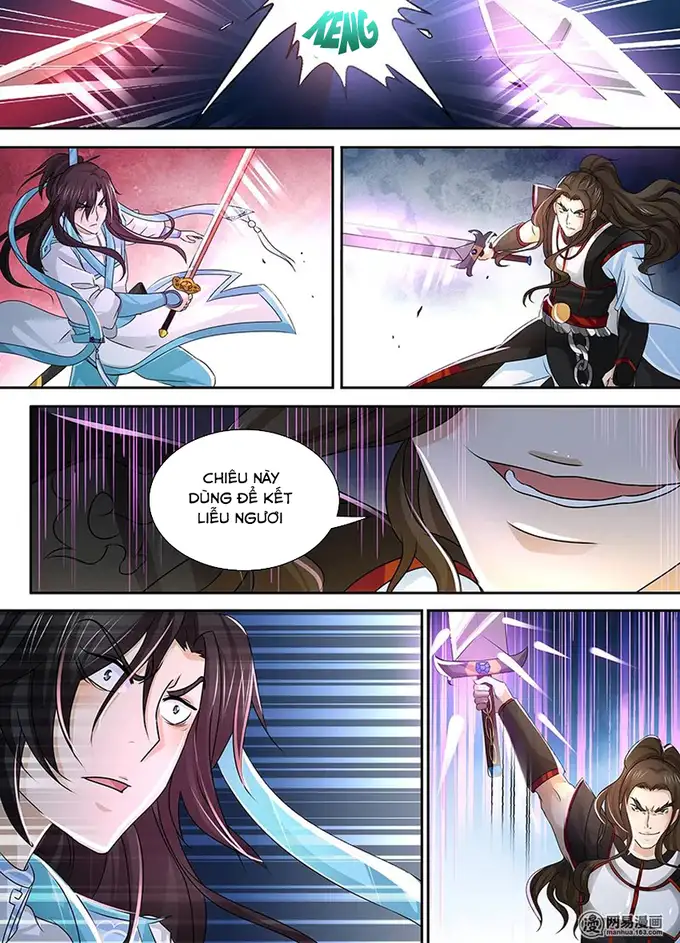 KENG
CHIÊU NÀY
DÙNG ĐỂ KẾT
LIỄU NGƯƠI
网易漫画
manhua.163.com